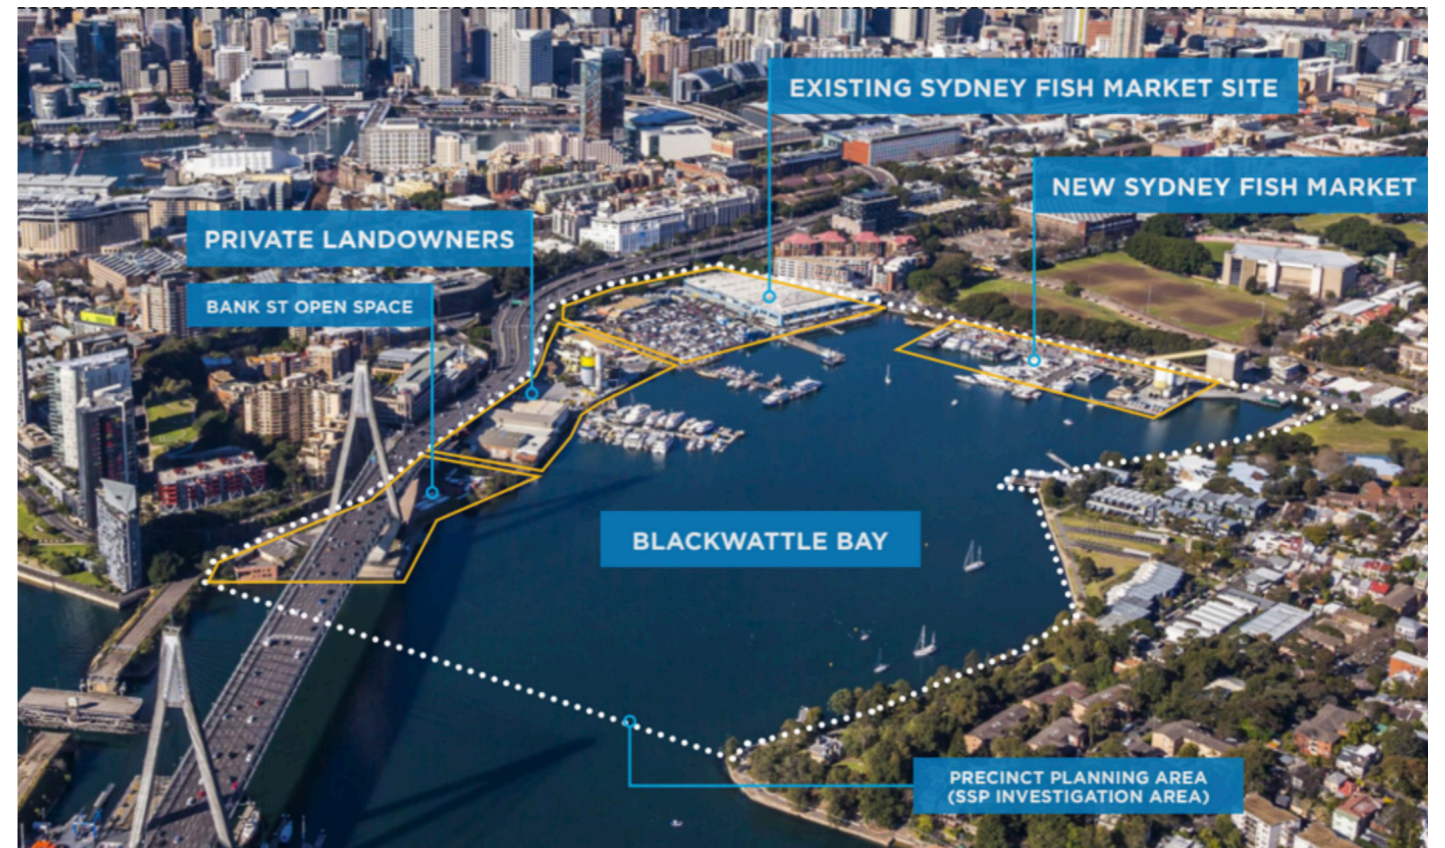 EXISTING SYDNEY FISH MARKET SITE
NEW SYDNEY FISH MARKET
PRIVATE LANDOWNERS
BANK ST OPEN SPACE
BLACKWATTLE BAY
PRECINCT PLANNING AREA
(SSP INVESTIGATION AREA)